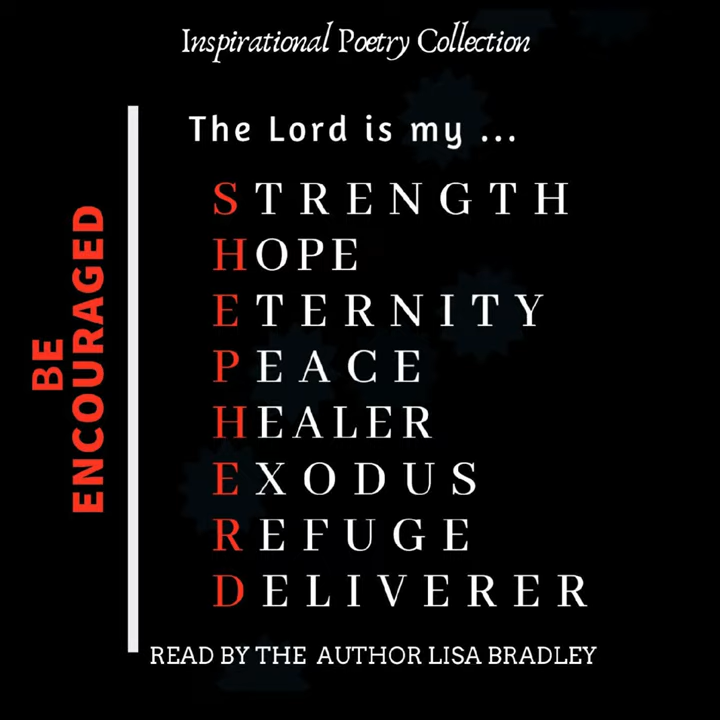 Inspirational Poetry Collection
The Lord is my ...
STRENGTH
HOPE
ETERNITY
PEACE
HEALER
EXODUS
REFUGE
DELIVERER
BE
ENCOURAGED
READ BY THE AUTHOR LISA BRADLEY